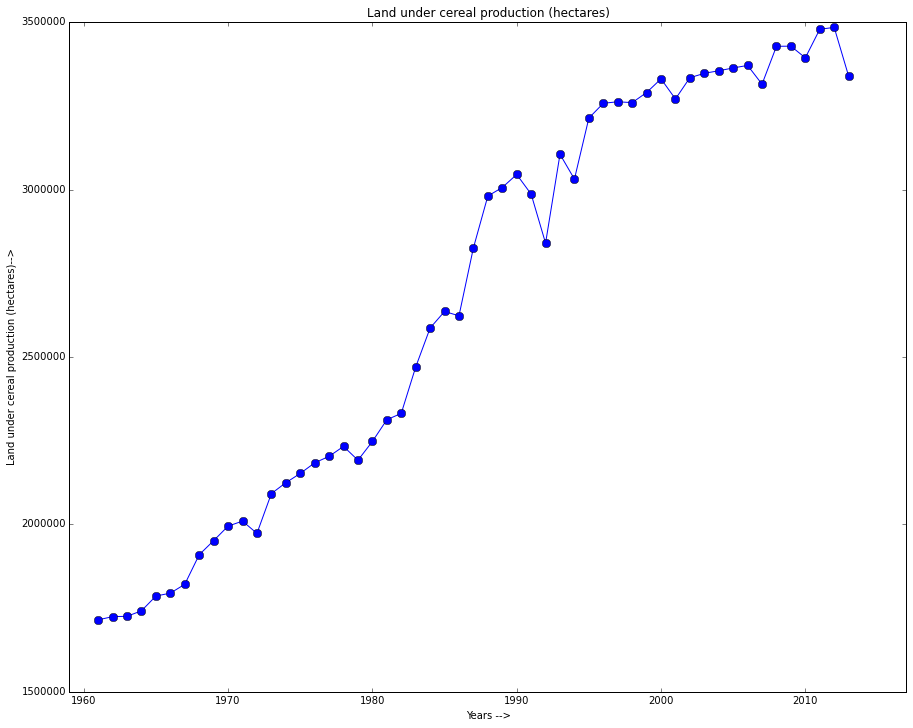 Land under cereal production (hectares)
3500000
3000000
2500000
2000000
1500000
Land under cereal production (hectares)-->
1960 1970 1980 1990 2000 2010
Years -->